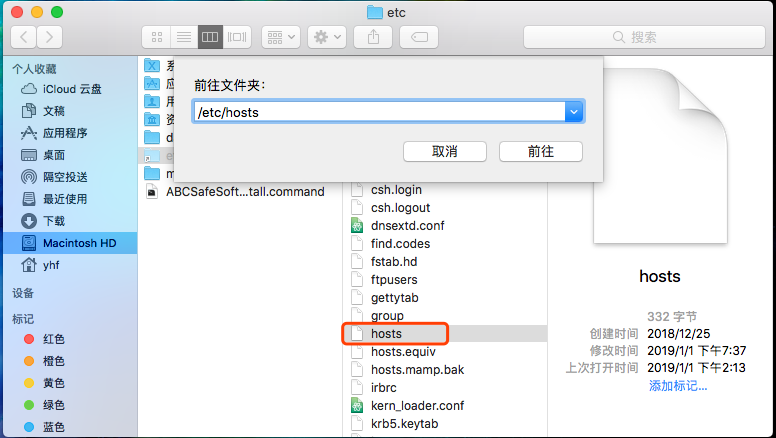 etc
搜索
个人收藏
iCloud 云盘
文稿
应用程序
桌面
隔空投送
最近使用
下载
Macintosh HD
yhf
设备
标记
红色
橙色
黄色
绿色
蓝色
ABCSafeSoft...tall.command
前往文件夹:
/etc/hosts
取消
前往
csh.login
csh.logout
dnsextd.conf
find.codes
fstab.hd
ftpusers
gettytab
group
hosts
hosts.equiv
hosts.mamp.bak
irbrc
kern_loader.conf
krb5.keytab
hosts
332 字节
创建时间 2018/12/25
修改时间 2019/1/1 下午7:37
上次打开时间 2019/1/1 下午2:13
添加标记...